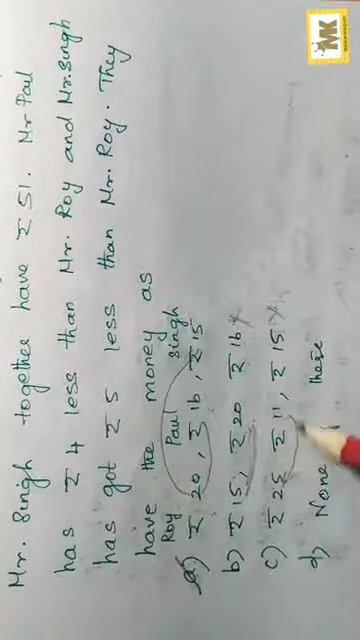 Mr. Singh together have ₹ 51. Mr Paul
has ₹ 4 less than Mr. Roy and Mr. Singh
has got ₹ 5 less than Mr. Roy. They
have the money as
Roy Paul Singh
a) ₹ 20, ₹ 16, ₹ 15
b) ₹ 15, ₹ 20 ₹ 16 ×
c) ₹ 25 ₹ 11, ₹ 15 ×
d) None these
MK